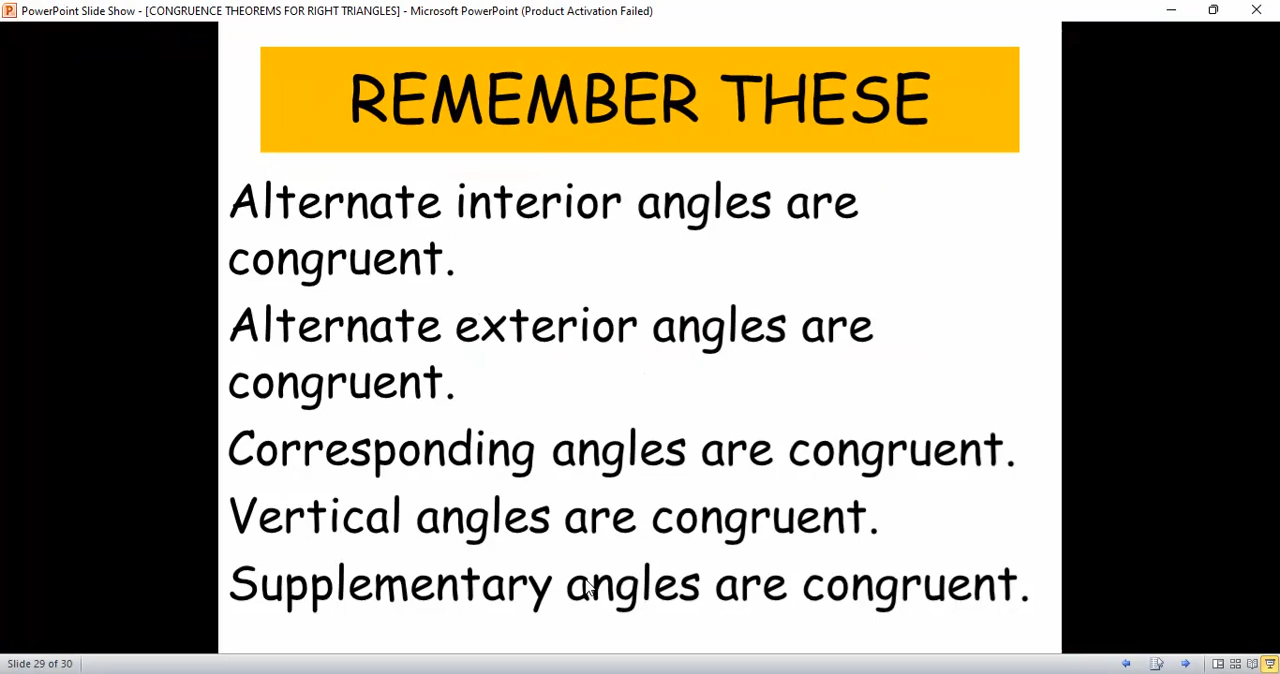 PowerPoint Slide Show - [CONGRUENCE THEOREMS FOR RIGHT TRIANGLES] - Microsoft PowerPoint (Product Activation Failed)
REMEMBER THESE
Alternate interior angles are
congruent.
Alternate exterior angles are
congruent.
Corresponding angles are congruent.
Vertical angles are congruent.
Supplementary angles are congruent.
Slide 29 of 30